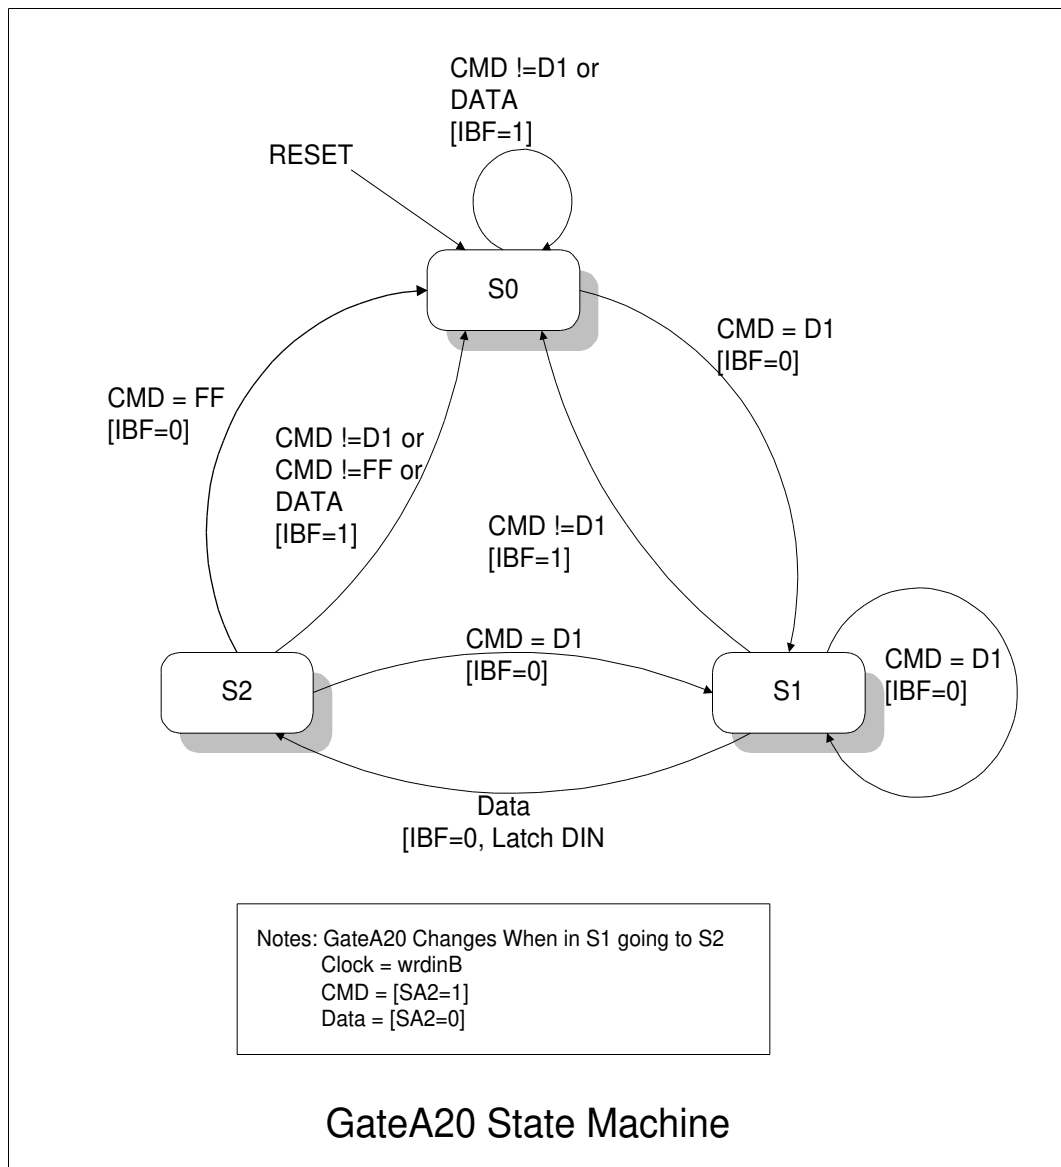 CMD !=D1 or
DATA
[IBF=1]
RESET
S0
CMD = D1
[IBF=0]
CMD = FF
[IBF=0]
CMD !=D1 or
CMD !=FF or
DATA
[IBF=1]
CMD !=D1
[IBF=1]
CMD = D1
[IBF=0]
CMD = D1
[IBF=0]
S2
S1
Data
[IBF=0, Latch DIN
Notes: GateA20 Changes When in S1 going to S2
Clock = wrdinB
CMD = [SA2=1]
Data = [SA2=0]
GateA20 State Machine